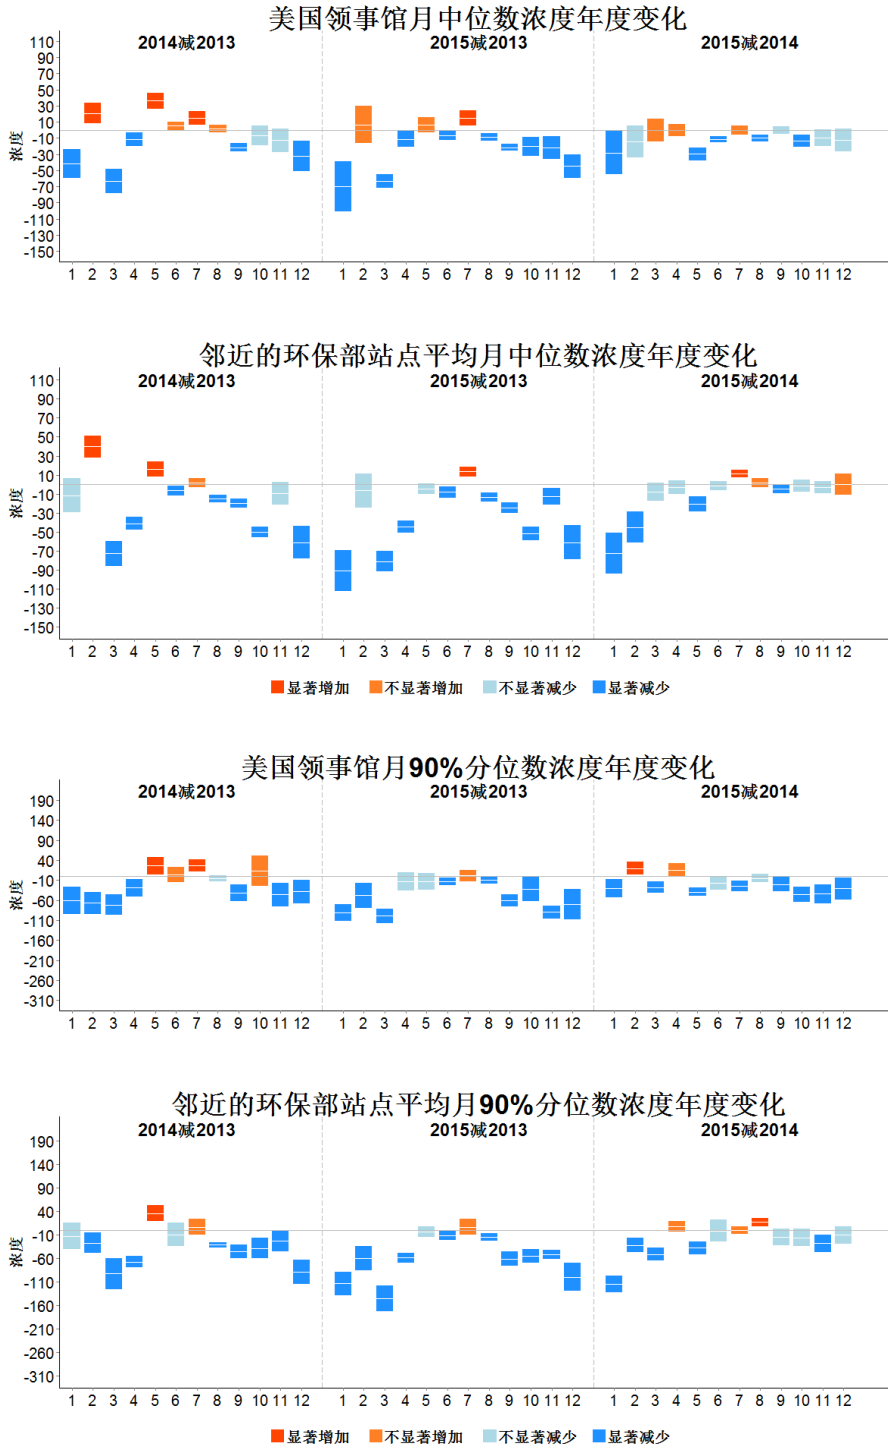 美国领事馆月中位数浓度年度变化
2014减2013 2015减2013 2015减2014
浓度
110
90
70
50
30
10
-10
-30
-50
-70
-90
-110
-130
-150
1 2 3 4 5 6 7 8 9 10 11 12 1 2 3 4 5 6 7 8 9 10 11 12 1 2 3 4 5 6 7 8 9 10 11 12
邻近的环保部站点平均月中位数浓度年度变化
2014减2013 2015减2013 2015减2014
浓度
110
90
70
50
30
10
-10
-30
-50
-70
-90
-110
-130
-150
1 2 3 4 5 6 7 8 9 10 11 12 1 2 3 4 5 6 7 8 9 10 11 12 1 2 3 4 5 6 7 8 9 10 11 12
显著增加 不显著增加 不显著减少 显著减少
美国领事馆月90%分位数浓度年度变化
2014减2013 2015减2013 2015减2014
浓度
190
140
90
40
-10
-60
-110
-160
-210
-260
-310
1 2 3 4 5 6 7 8 9 10 11 12 1 2 3 4 5 6 7 8 9 10 11 12 1 2 3 4 5 6 7 8 9 10 11 12
邻近的环保部站点平均月90%分位数浓度年度变化
2014减2013 2015减2013 2015减2014
浓度
190
140
90
40
-10
-60
-110
-160
-210
-260
-310
1 2 3 4 5 6 7 8 9 10 11 12 1 2 3 4 5 6 7 8 9 10 11 12 1 2 3 4 5 6 7 8 9 10 11 12
显著增加 不显著增加 不显著减少 显著减少